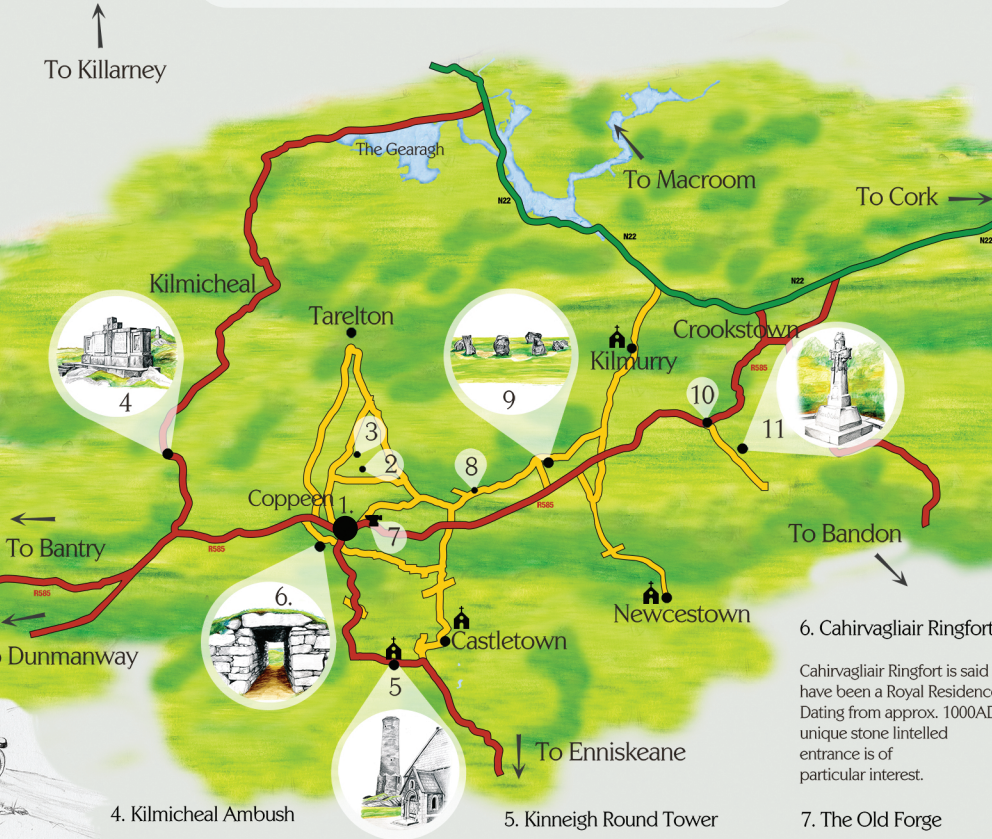 To Killarney
The Gearagh
To Macroom
To Cork
N22
N22
N22
N22
Kilmicheal
Tarelton
Crookstown
Kilmurry
R585
4
9
10
11
3
2
8
Coppeen
1.
7
R585
R585
To Bantry
R585
To Bandon
6.
Newcestown
Castletown
Dunmanway
5
To Enniskeane
4. Kilmicheal Ambush
5. Kinneigh Round Tower
6. Cahirvagliair Ringfort
Cahirvagliair Ringfort is said
have been a Royal Residenc
Dating from approx. 1000AD
unique stone lintelled
entrance is of
particular interest.
7. The Old Forge